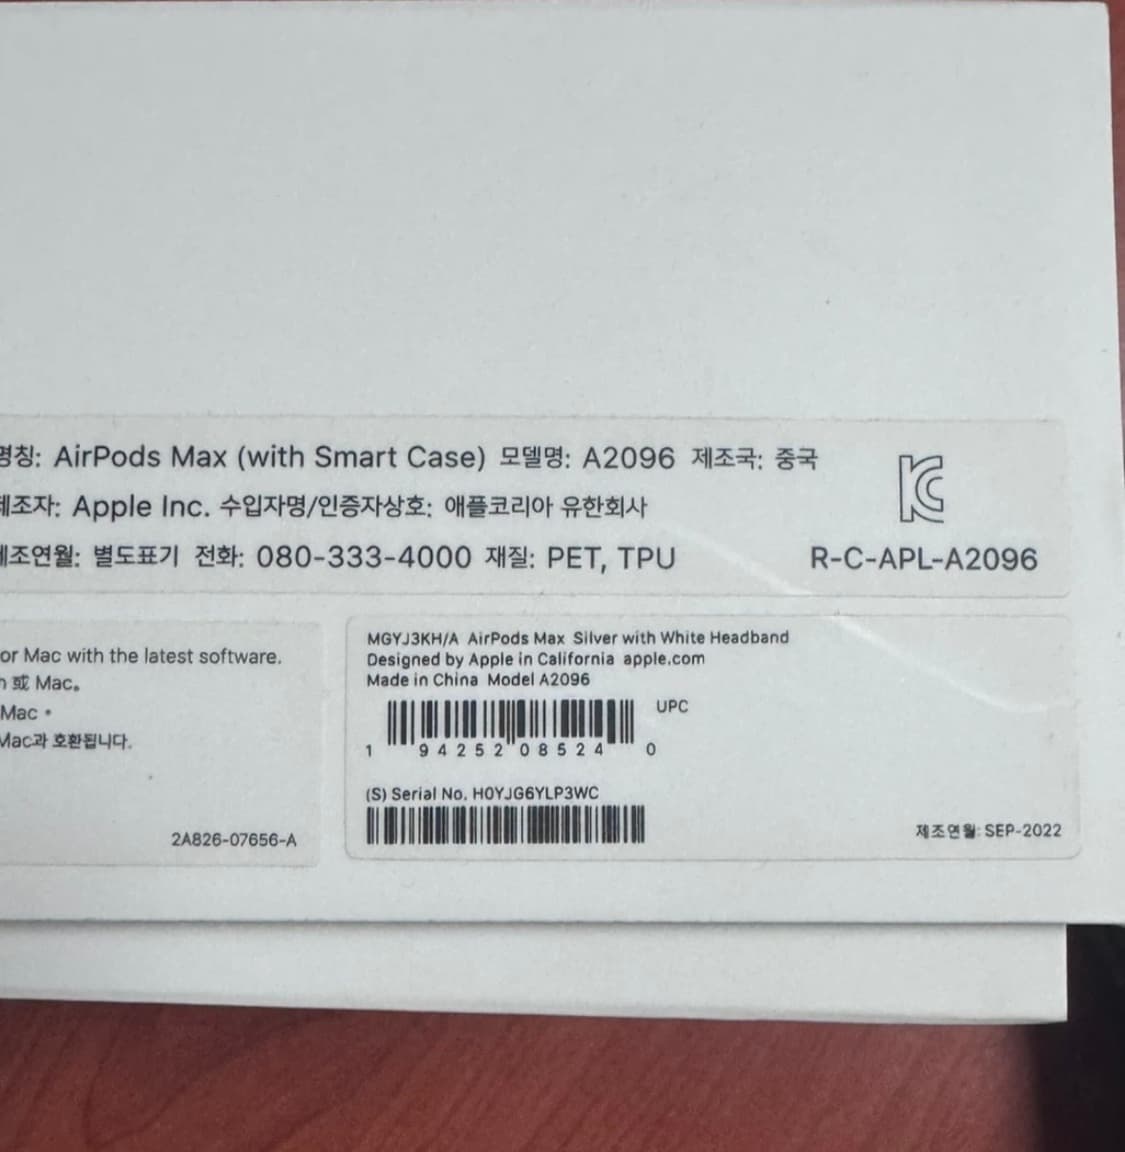 명칭: AirPods Max (with Smart Case) 모델명: A2096 제조국: 중국
제조자: Apple Inc. 수입자명/인증자상호: 애플코리아 유한회사
제조연월: 별도표기 전화: 080-333-4000 재질: PET, TPU
R-C-APL-A2096
or Mac with the latest software.
或 Mac。
Mac。
Mac과 호환됩니다.
2A826-07656-A
MGYJ3KH/A AirPods Max Silver with White Headband
Designed by Apple in California apple.com
Made in China Model A2096
UPC
1 94252 08524 0
(S) Serial No. H0YJG6YLP3WC
제조연월: SEP-2022